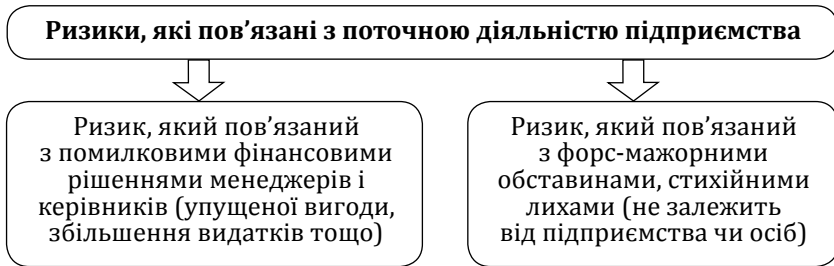 Ризики, які пов’язані з поточною діяльністю підприємства
Ризик, який пов’язаний
з помилковими фінансовими
рішеннями менеджерів і
керівників (упущеної вигоди,
збільшення видатків тощо)
Ризик, який пов’язаний
з форс-мажорними
обставинами, стихійними
лихами (не залежить
від підприємства чи осіб)